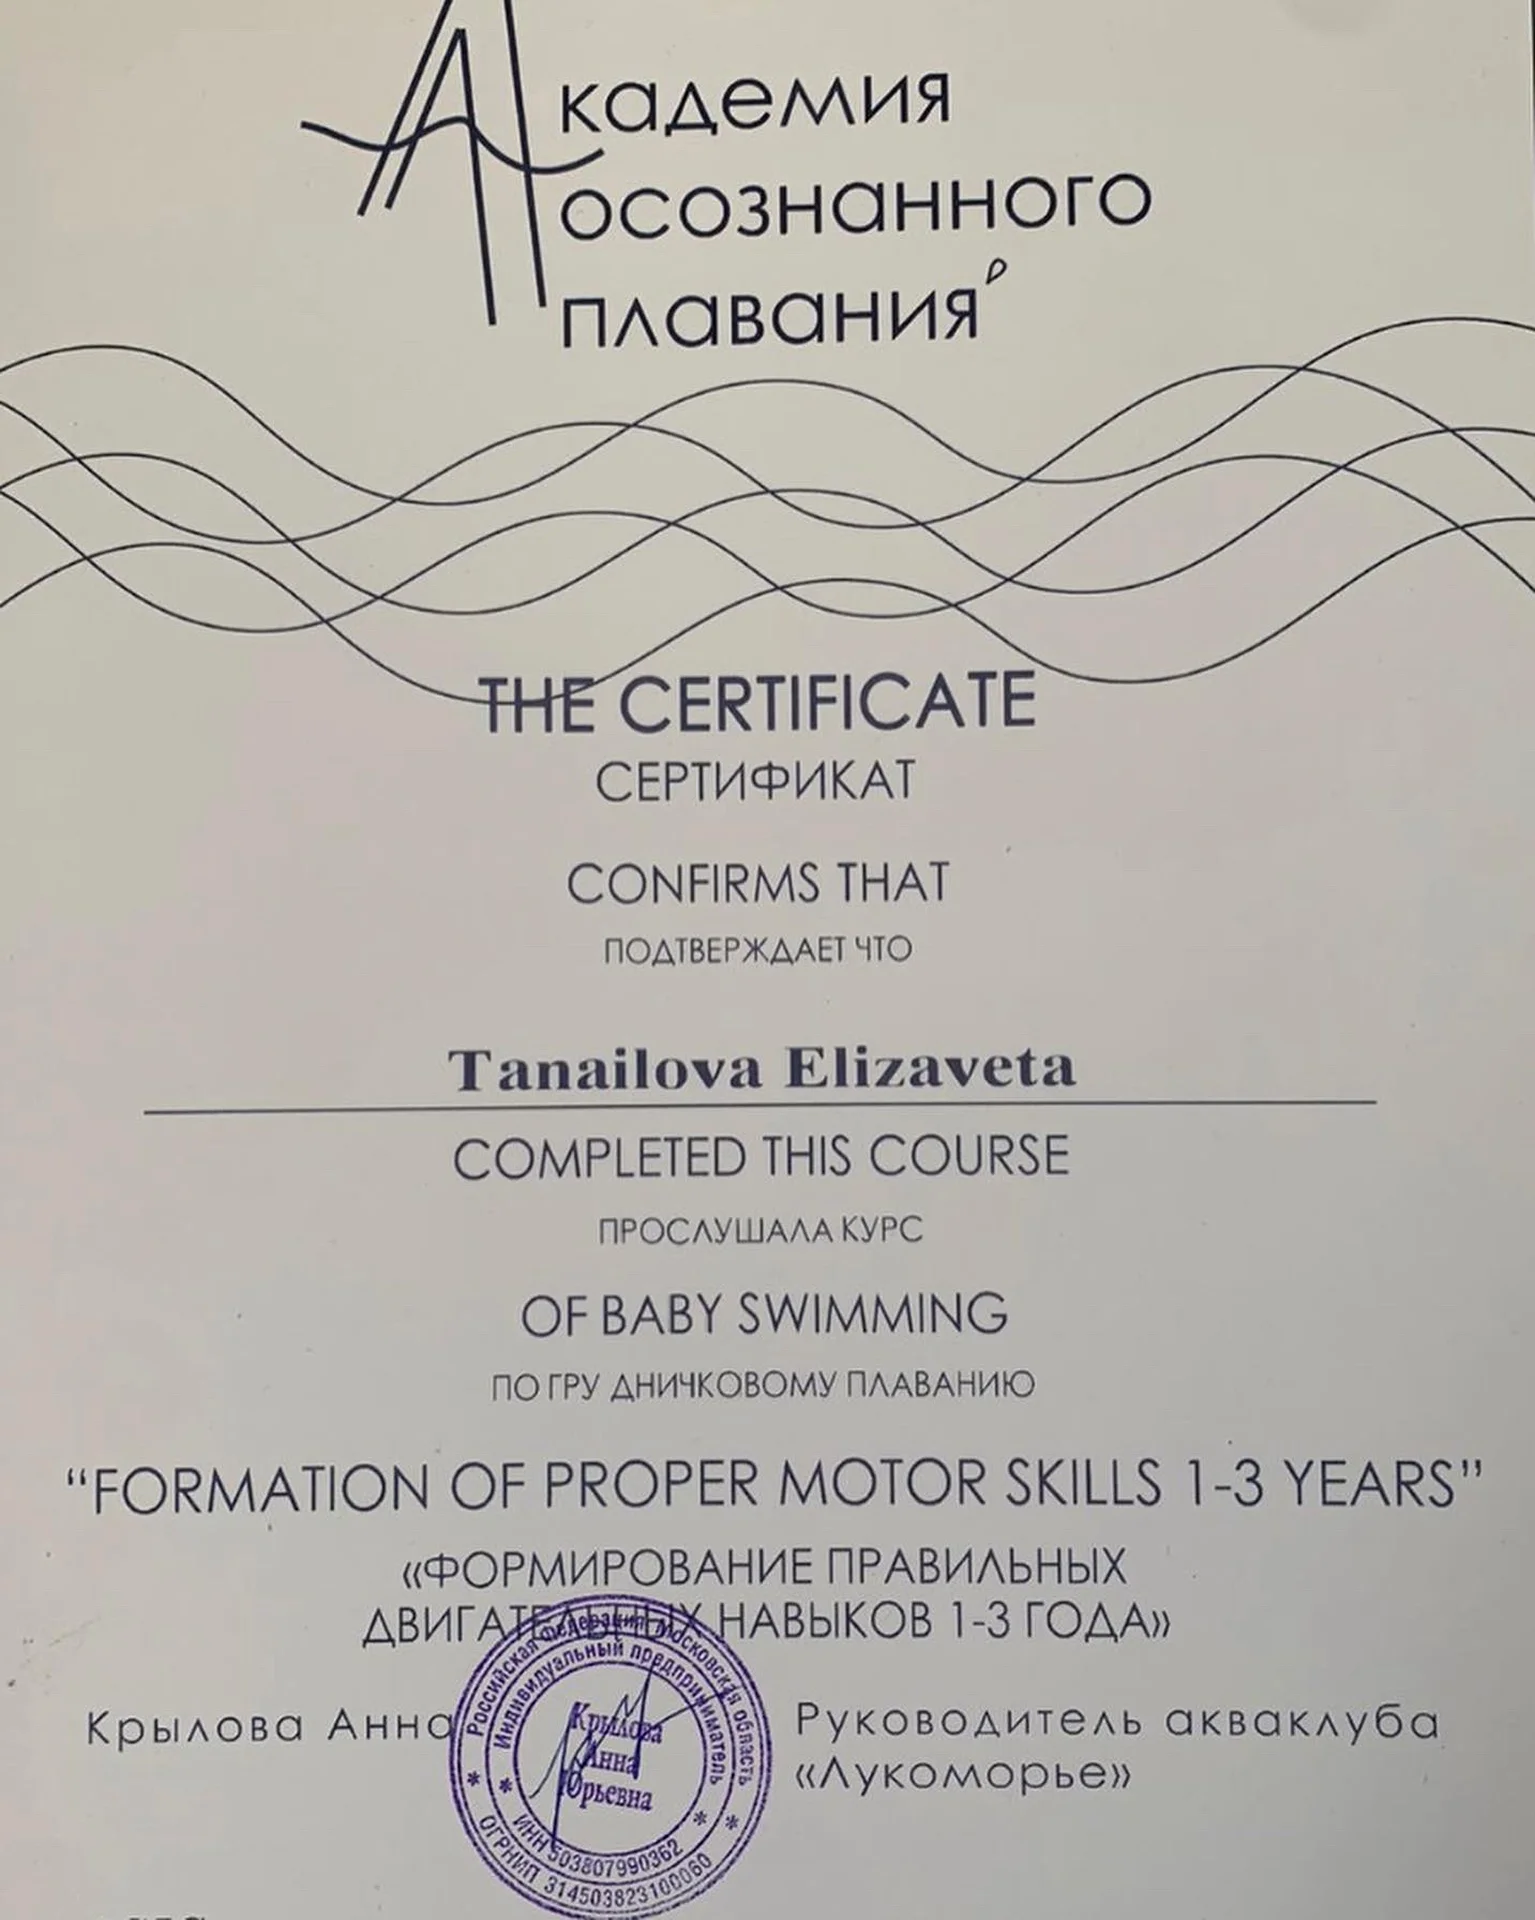 Академия
осознанного
плавания
THE CERTIFICATE
СЕРТИФИКАТ
CONFIRMS THAT
ПОДТВЕРЖДАЕТ ЧТО
Tanailova Elizaveta
COMPLETED THIS COURSE
ПРОСЛУШАЛА КУРС
OF BABY SWIMMING
ПО ГРУ ДНИЧКОВОМУ ПЛАВАНИЮ
“FORMATION OF PROPER MOTOR SKILLS 1-3 YEARS”
«ФОРМИРОВАНИЕ ПРАВИЛЬНЫХ
ДВИГАТЕЛЬНЫХ НАВЫКОВ 1-3 ГОДА»
Крылова Анна
Руководитель акваклуба
«Лукоморье»
Российская Федерация Московская область
Индивидуальный предприниматель
Крылова
Анна
Юрьевна
ИНН 503807990362
ОГРНИП 314503823100060